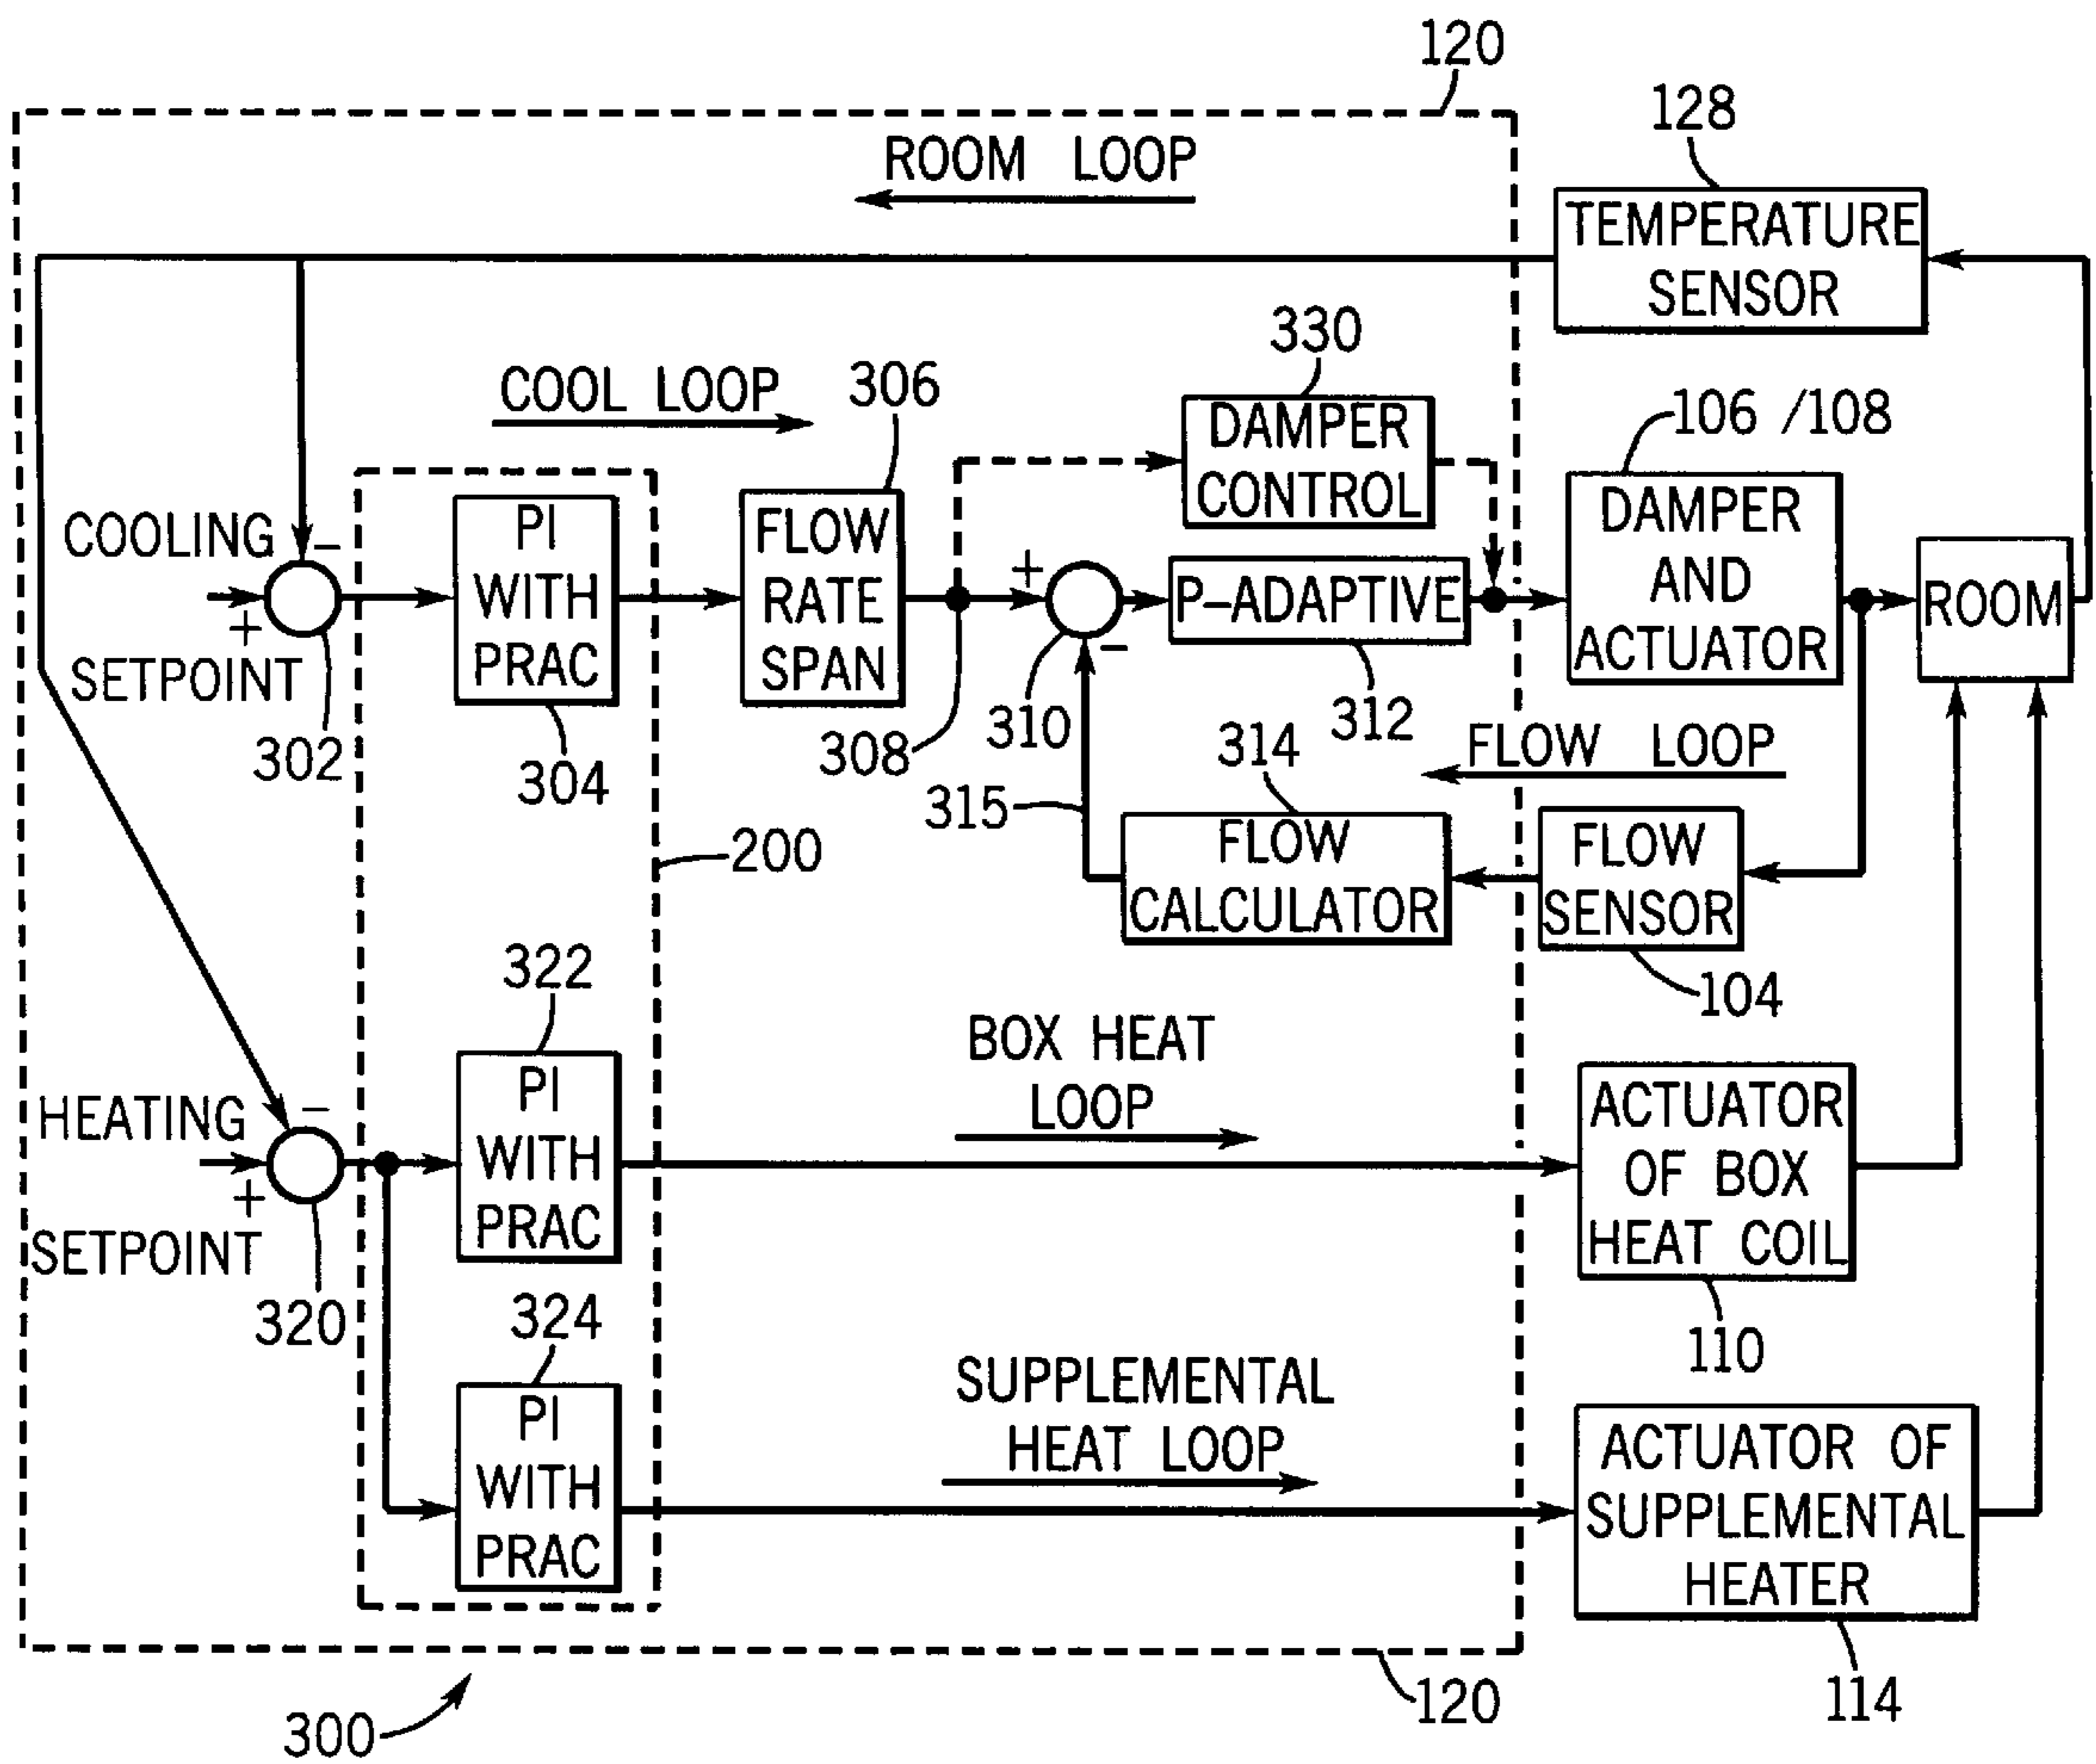 120
128
ROOM LOOP
TEMPERATURE
SENSOR
330
306
COOL LOOP
DAMPER
CONTROL
106 /108
COOLING
−
+
SETPOINT
302
PI
WITH
PRAC
304
FLOW
RATE
SPAN
308
+
−
310
P-ADAPTIVE
312
DAMPER
AND
ACTUATOR
ROOM
FLOW LOOP
314
315
FLOW
CALCULATOR
FLOW
SENSOR
104
200
322
BOX HEAT
LOOP
HEATING
−
+
SETPOINT
320
PI
WITH
PRAC
ACTUATOR
OF BOX
HEAT COIL
110
324
PI
WITH
PRAC
SUPPLEMENTAL
HEAT LOOP
ACTUATOR OF
SUPPLEMENTAL
HEATER
114
120
300